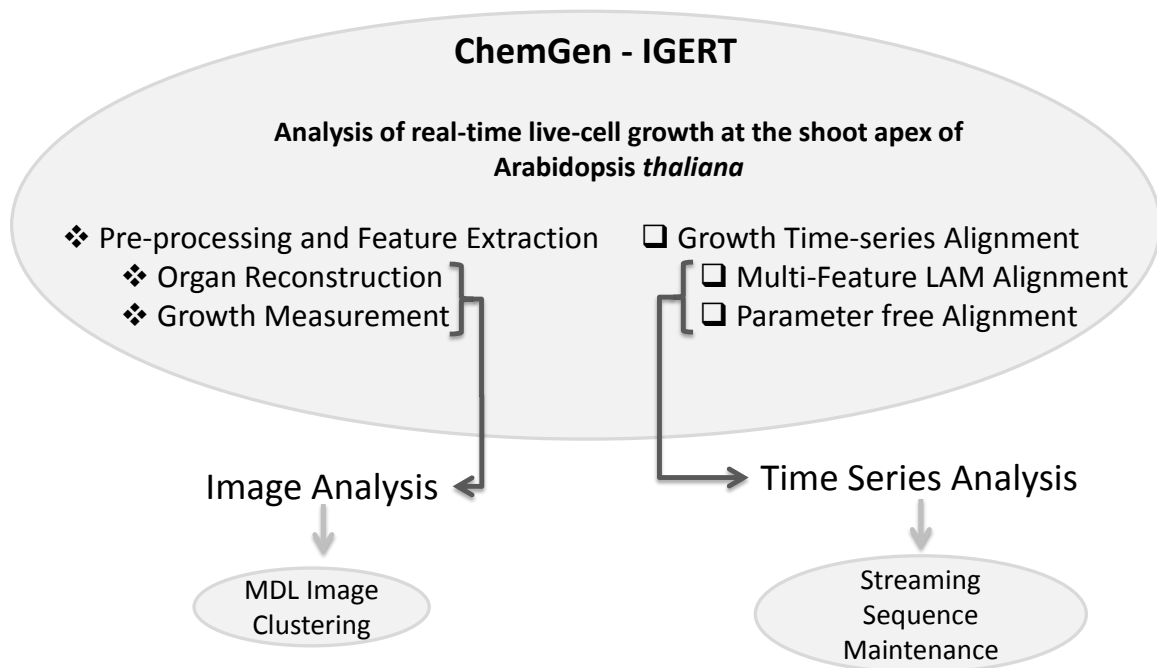 ChemGen - IGERT
Analysis of real-time live-cell growth at the shoot apex of
Arabidopsis thaliana
❖ Pre-processing and Feature Extraction
❖ Organ Reconstruction
❖ Growth Measurement
❑ Growth Time-series Alignment
❑ Multi-Feature LAM Alignment
❑ Parameter free Alignment
Image Analysis
Time Series Analysis
MDL Image
Clustering
Streaming
Sequence
Maintenance